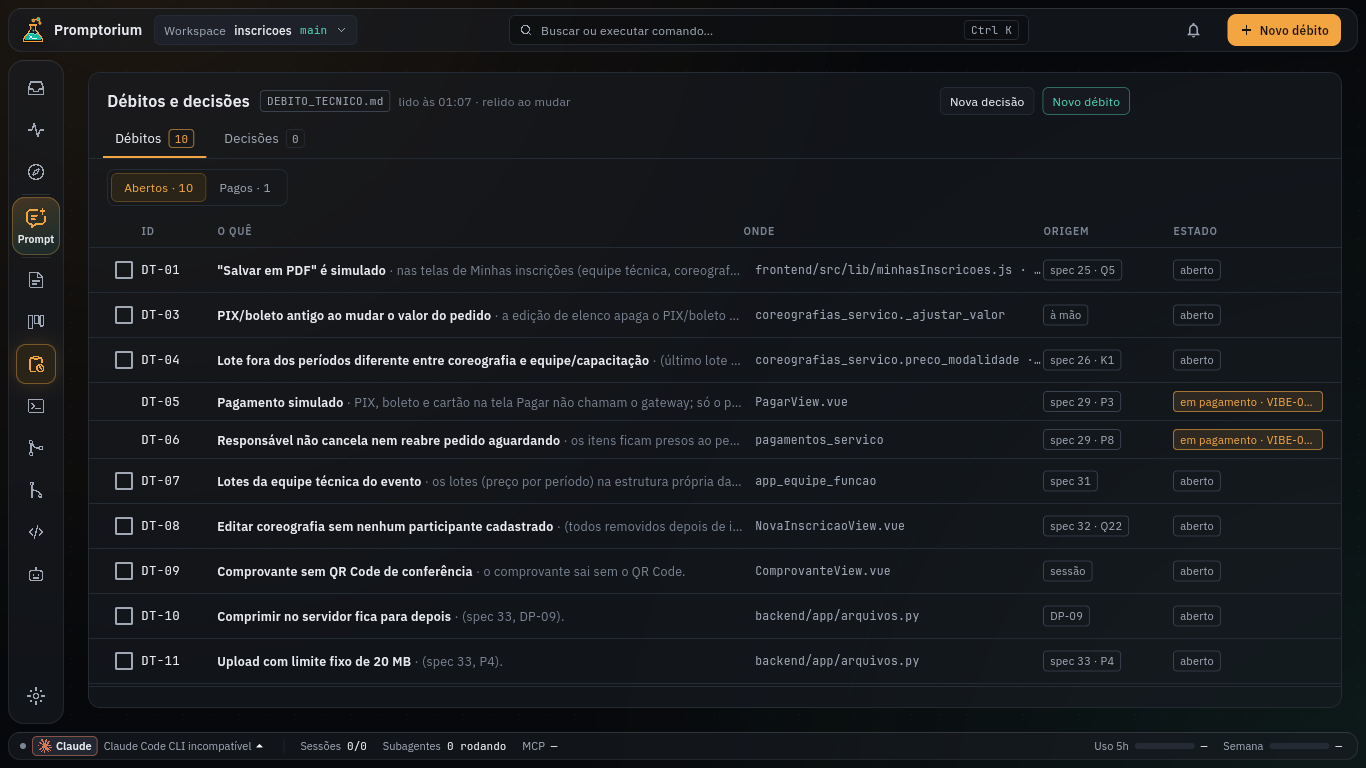 Promptorium Workspace inscricoes main Buscar ou executar comando... Ctrl K + Novo débito
Débitos e decisões DEBITO_TECNICO.md lido às 01:07 · relido ao mudar Nova decisão Novo débito
Débitos 10 Decisões 0
Abertos · 10 Pagos · 1
Prompt
ID O QUÊ ONDE ORIGEM ESTADO
DT-01 "Salvar em PDF" é simulado · nas telas de Minhas inscrições (equipe técnica, coreograf… frontend/src/lib/minhasInscricoes.js · … spec 25 · Q5 aberto
DT-03 PIX/boleto antigo ao mudar o valor do pedido · a edição de elenco apaga o PIX/boleto … coreografias_servico._ajustar_valor à mão aberto
DT-04 Lote fora dos períodos diferente entre coreografia e equipe/capacitação · (último lote … coreografias_servico.preco_modalidade ·… spec 26 · K1 aberto
DT-05 Pagamento simulado · PIX, boleto e cartão na tela Pagar não chamam o gateway; só o p… PagarView.vue spec 29 · P3 em pagamento · VIBE-0…
DT-06 Responsável não cancela nem reabre pedido aguardando · os itens ficam presos ao pe… pagamentos_servico spec 29 · P8 em pagamento · VIBE-0…
DT-07 Lotes da equipe técnica do evento · os lotes (preço por período) na estrutura própria da… app_equipe_funcao spec 31 aberto
DT-08 Editar coreografia sem nenhum participante cadastrado · (todos removidos depois de i… NovaInscricaoView.vue spec 32 · Q22 aberto
DT-09 Comprovante sem QR Code de conferência · o comprovante sai sem o QR Code. ComprovanteView.vue sessão aberto
DT-10 Comprimir no servidor fica para depois · (spec 33, DP-09). backend/app/arquivos.py DP-09 aberto
DT-11 Upload com limite fixo de 20 MB · (spec 33, P4). backend/app/arquivos.py spec 33 · P4 aberto
Claude Claude Code CLI incompatível Sessões 0/0 Subagentes 0 rodando MCP — Uso 5h — Semana —